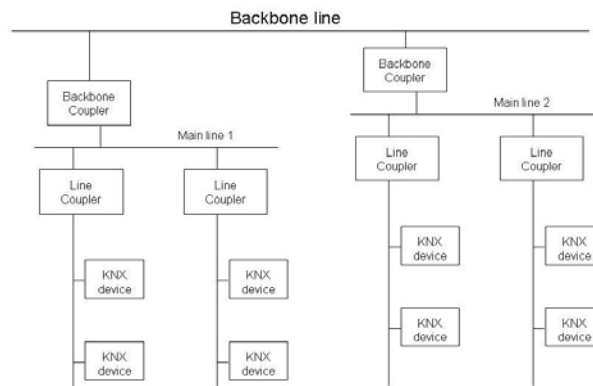 Backbone line
Backbone
Coupler
Main line 1
Line
Coupler
Line
Coupler
KNX
device
KNX
device
KNX
device
KNX
device
Backbone
Coupler
Main line 2
Line
Coupler
Line
Coupler
KNX
device
KNX
device
KNX
device
KNX
device